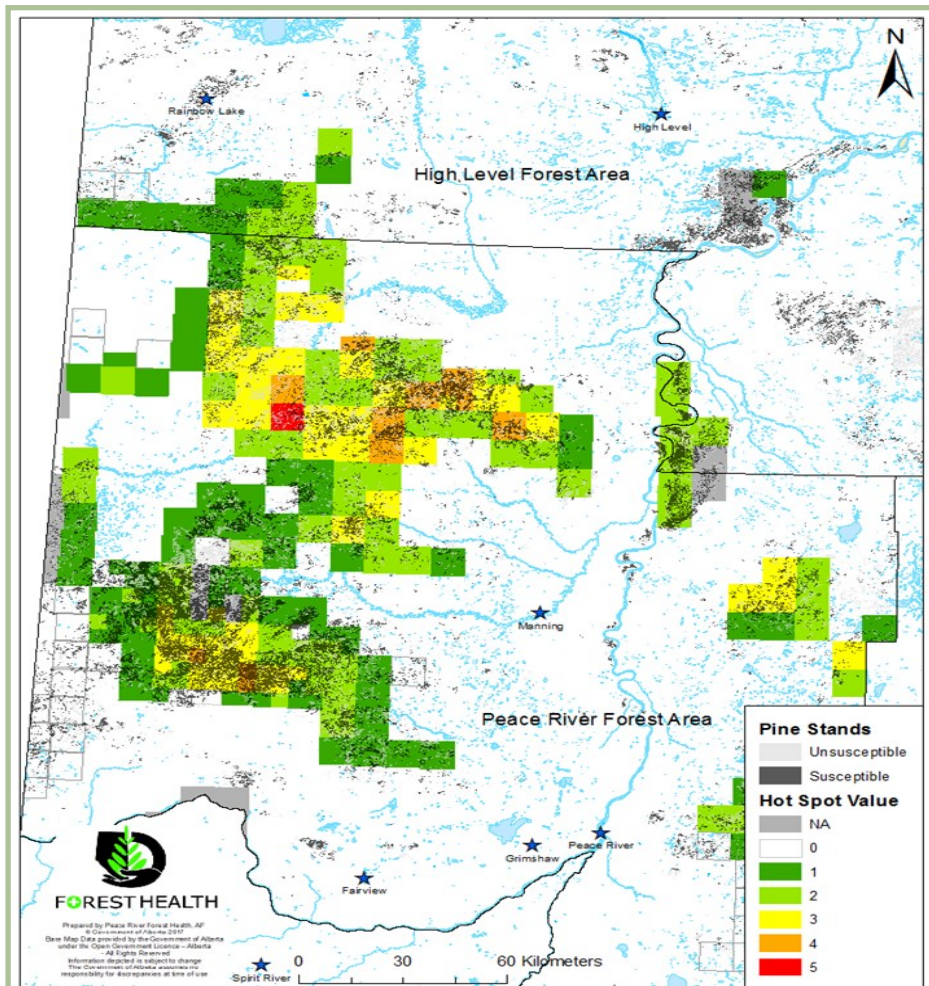 N
Rainbow Lake
High Level
High Level Forest Area
Manning
Peace River Forest Area
Peace River
Grimshaw
Fairview
Spirit River
Pine Stands
Unsusceptible
Susceptible
Hot Spot Value
NA
0
1
2
3
4
5
FOREST HEALTH
Prepared by Peace River Forest Health, AF
© Government of Alberta 2017
Base Map Data provided by the Government of Alberta
under the Open Government Licence – Alberta
- All Rights Reserved
Information depicted is subject to change
The Government of Alberta assumes no
responsibility for discrepancies at time of use
0 30 60 Kilometers